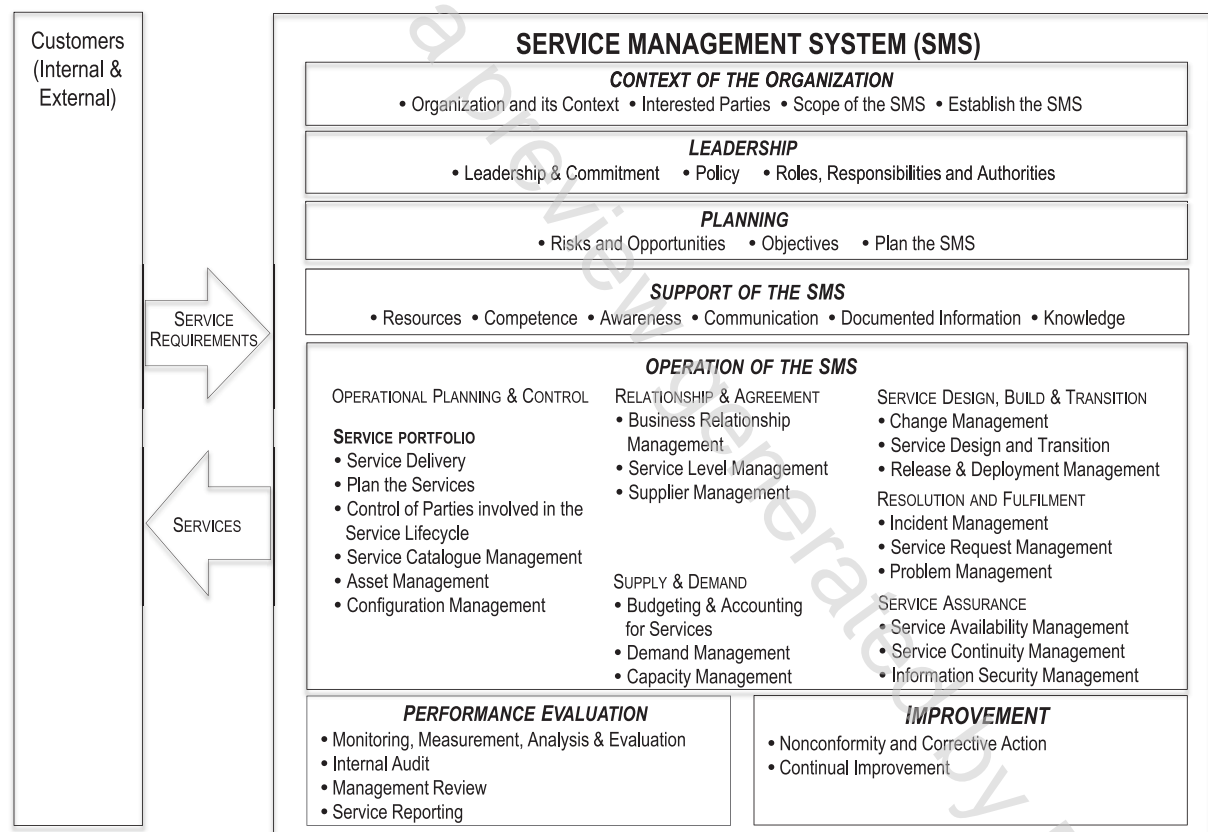 Customers
(Internal &
External)
SERVICE
REQUIREMENTS
SERVICES
SERVICE MANAGEMENT SYSTEM (SMS)
CONTEXT OF THE ORGANIZATION
• Organization and its Context • Interested Parties • Scope of the SMS • Establish the SMS
LEADERSHIP
• Leadership & Commitment • Policy • Roles, Responsibilities and Authorities
PLANNING
• Risks and Opportunities • Objectives • Plan the SMS
SUPPORT OF THE SMS
• Resources • Competence • Awareness • Communication • Documented Information • Knowledge
OPERATION OF THE SMS
OPERATIONAL PLANNING & CONTROL
SERVICE PORTFOLIO
• Service Delivery
• Plan the Services
• Control of Parties involved in the
Service Lifecycle
• Service Catalogue Management
• Asset Management
• Configuration Management
RELATIONSHIP & AGREEMENT
• Business Relationship
Management
• Service Level Management
• Supplier Management
SUPPLY & DEMAND
• Budgeting & Accounting
for Services
• Demand Management
• Capacity Management
SERVICE DESIGN, BUILD & TRANSITION
• Change Management
• Service Design and Transition
• Release & Deployment Management
RESOLUTION AND FULFILMENT
• Incident Management
• Service Request Management
• Problem Management
SERVICE ASSURANCE
• Service Availability Management
• Service Continuity Management
• Information Security Management
PERFORMANCE EVALUATION
• Monitoring, Measurement, Analysis & Evaluation
• Internal Audit
• Management Review
• Service Reporting
IMPROVEMENT
• Nonconformity and Corrective Action
• Continual Improvement
a preview generated by